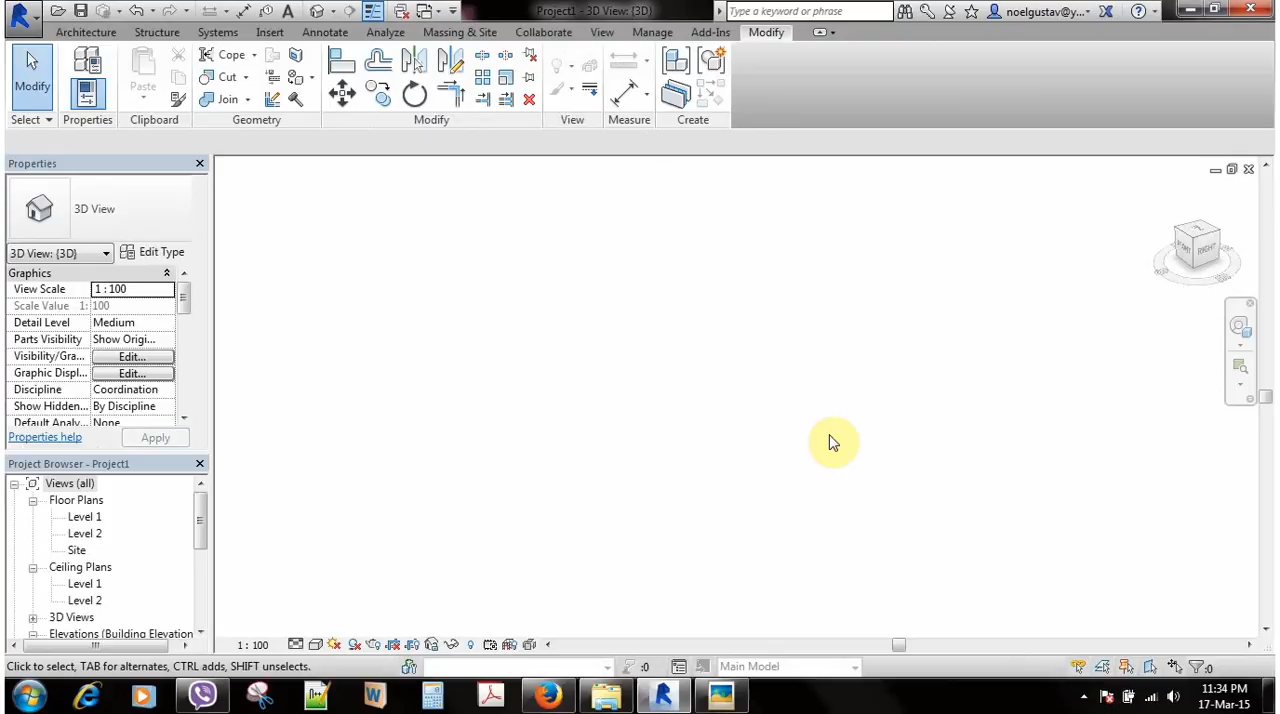 Project1 - 3D View: {3D}
Type a keyword or phrase
noelgustav@y...
Architecture
Structure
Systems
Insert
Annotate
Analyze
Massing & Site
Collaborate
View
Manage
Add-Ins
Modify
Modify
Paste
Cope
Cut
Join
Select
Properties
Clipboard
Geometry
Modify
View
Measure
Create
Properties
3D View
3D View: {3D}
Edit Type
Graphics
View Scale
1 : 100
Scale Value 1:
100
Detail Level
Medium
Parts Visibility
Show Origi...
Visibility/Gra...
Edit...
Graphic Displ...
Edit...
Discipline
Coordination
Show Hidden...
By Discipline
Default Analy...
None
Properties help
Apply
FRONT
RIGHT
Project Browser - Project1
Views (all)
Floor Plans
Level 1
Level 2
Site
Ceiling Plans
Level 1
Level 2
3D Views
Elevations (Building Elevation
1 : 100
Click to select, TAB for alternates, CTRL adds, SHIFT unselects.
:0
Main Model
:0
11:34 PM
17-Mar-15